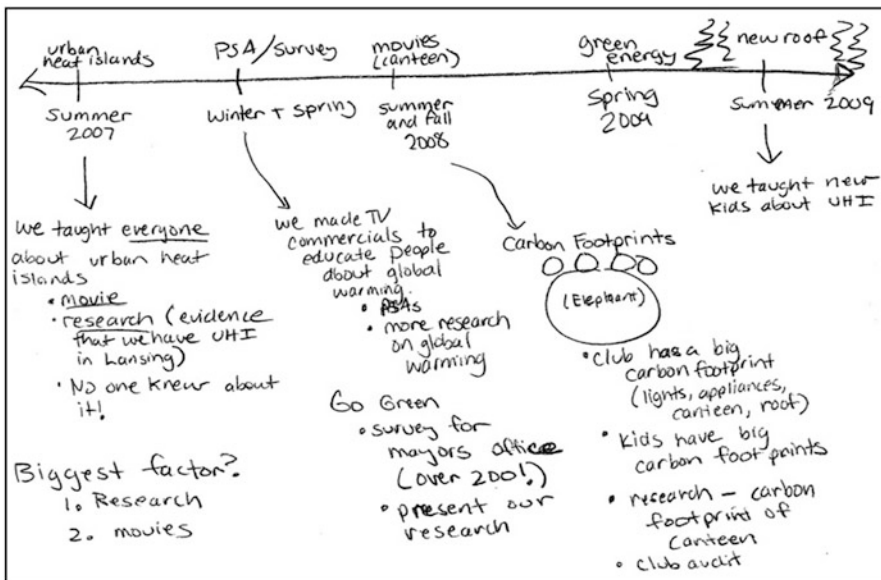 urban
heat islands
PSA/survey
movies
(canteen)
green
energy
new roof
Summer
2007
winter + spring
summer
and fall
2008
spring
2009
summer 2009
we taught everyone
about urban heat
islands
• movie
• research (evidence
that we have UHI
in Lansing)
• No one knew about
it!
Biggest factor?
1. Research
2. movies
we made TV
commercials to
educate people
about global
warming.
• PSAs
• more research
on global
warming
Go Green
• survey for
mayors office
(over 200!)
• present our
research
Carbon Footprints
(Elephant)
• club has a big
carbon footprint
(lights, appliances,
canteen, roof)
• kids have big
carbon foot prints
• research – carbon
footprint of
canteen
• club audit
we taught new
kids about UHI